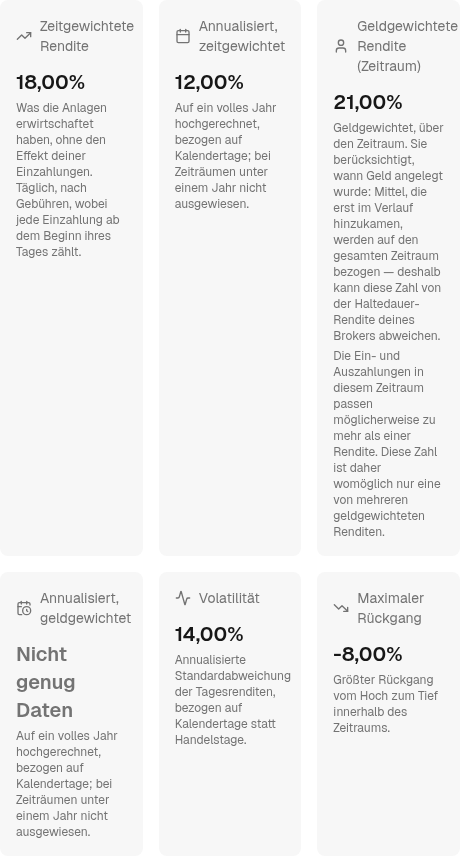 Zeitgewichtete
Rendite
18,00%
Was die Anlagen
erwirtschaftet
haben, ohne den
Effekt deiner
Einzahlungen.
Täglich, nach
Gebühren, wobei
jede Einzahlung ab
dem Beginn ihres
Tages zählt.
Annualisiert,
zeitgewichtet
12,00%
Auf ein volles Jahr
hochgerechnet,
bezogen auf
Kalendertage; bei
Zeiträumen unter
einem Jahr nicht
ausgewiesen.
Geldgewichtete
Rendite
(Zeitraum)
21,00%
Geldgewichtet, über
den Zeitraum. Sie
berücksichtigt,
wann Geld angelegt
wurde: Mittel, die
erst im Verlauf
hinzukamen,
werden auf den
gesamten Zeitraum
bezogen — deshalb
kann diese Zahl von
der Haltedauer-
Rendite deines
Brokers abweichen.
Die Ein- und
Auszahlungen in
diesem Zeitraum
passen
möglicherweise zu
mehr als einer
Rendite. Diese Zahl
ist daher
womöglich nur eine
von mehreren
geldgewichteten
Renditen.
Annualisiert,
geldgewichtet
Nicht
genug
Daten
Auf ein volles Jahr
hochgerechnet,
bezogen auf
Kalendertage; bei
Zeiträumen unter
einem Jahr nicht
ausgewiesen.
Volatilität
14,00%
Annualisierte
Standardabweichung
der Tagesrenditen,
bezogen auf
Kalendertage statt
Handelstage.
Maximaler
Rückgang
-8,00%
Größter Rückgang
vom Hoch zum Tief
innerhalb des
Zeitraums.